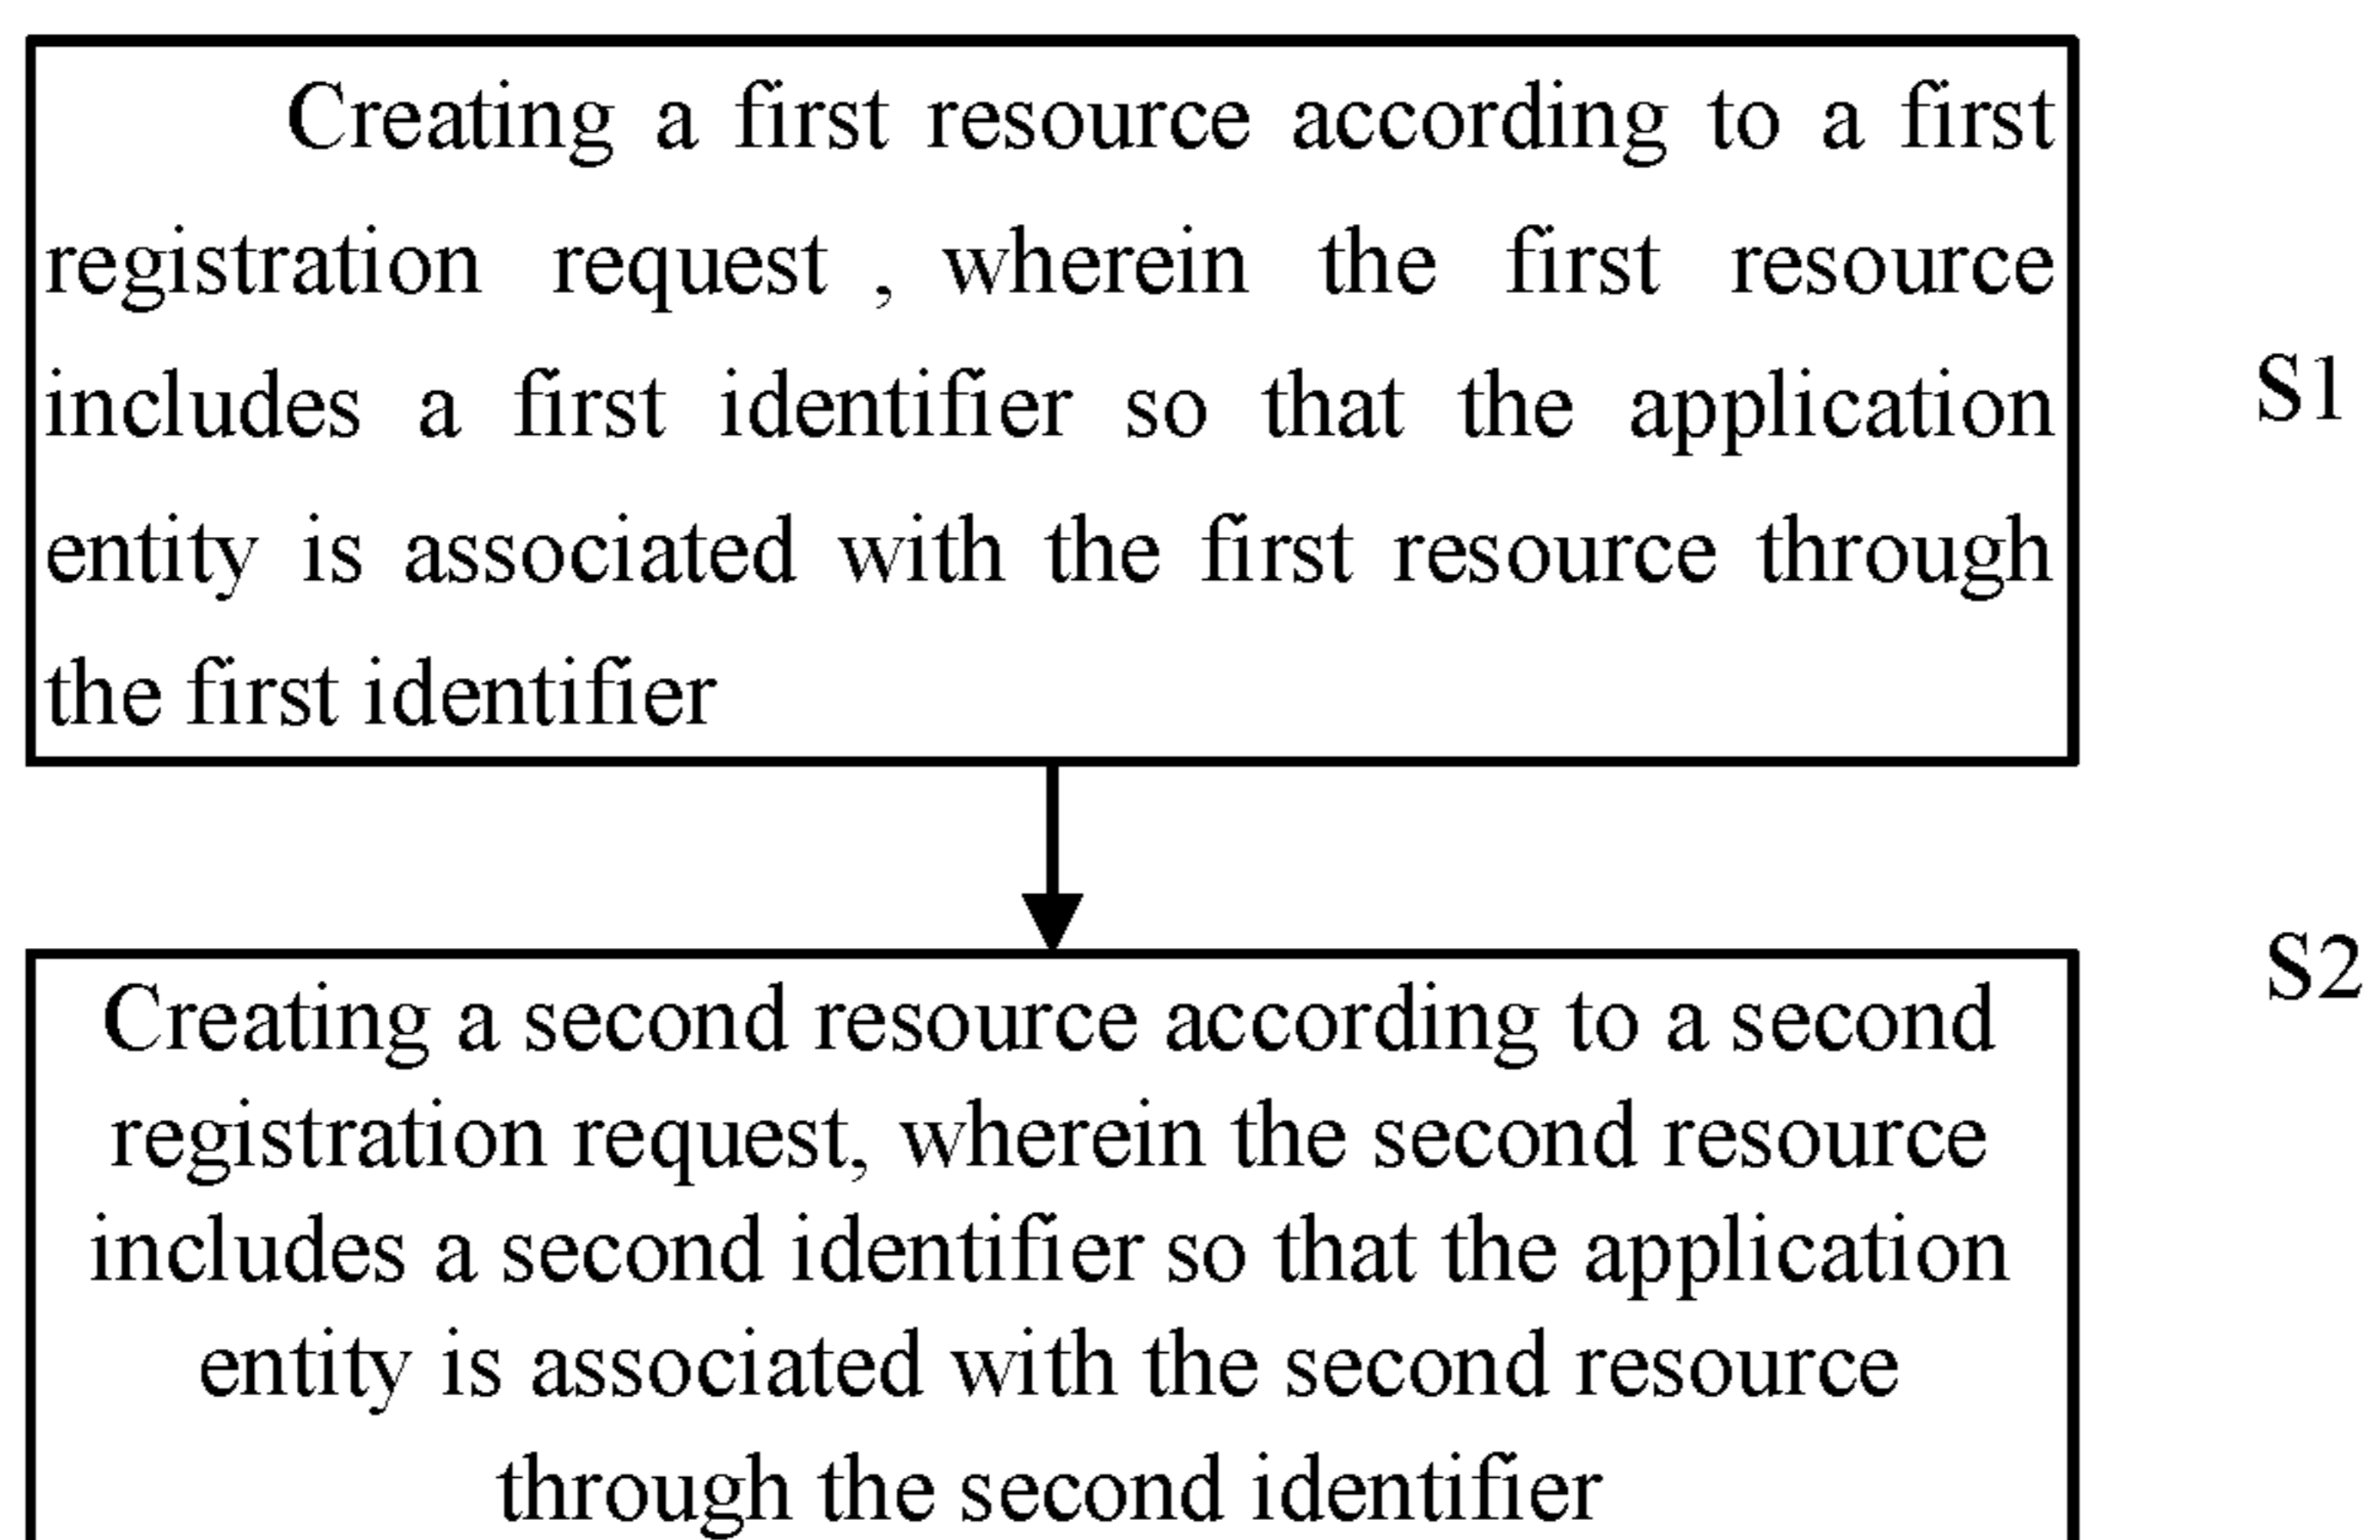 Creating a first resource according to a first
registration request , wherein the first resource
includes a first identifier so that the application
entity is associated with the first resource through
the first identifier
S1
S2
Creating a second resource according to a second
registration request, wherein the second resource
includes a second identifier so that the application
entity is associated with the second resource
through the second identifier